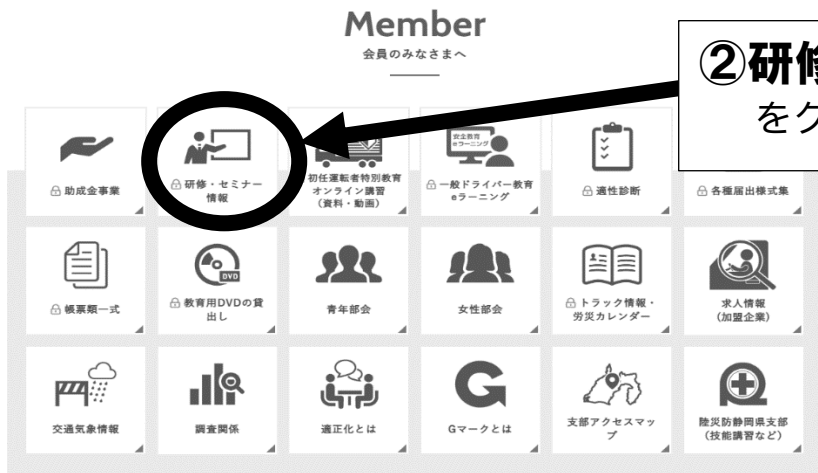 Member
会員のみなさまへ
②研修
をク
助成金事業
研修・セミナー
情報
初任運転者特別教育
オンライン講習
(資料・動画)
安全教育
eラーニング
一般ドライバー教育
eラーニング
適性診断
各種届出様式集
帳票類一式
DVD
教育用DVDの貸
出し
青年部会
女性部会
トラック情報・
労災カレンダー
求人情報
(加盟企業)
交通気象情報
調査関係
適正化とは
G
Gマークとは
支部アクセスマッ
プ
陸災防静岡県支部
(技能講習など)